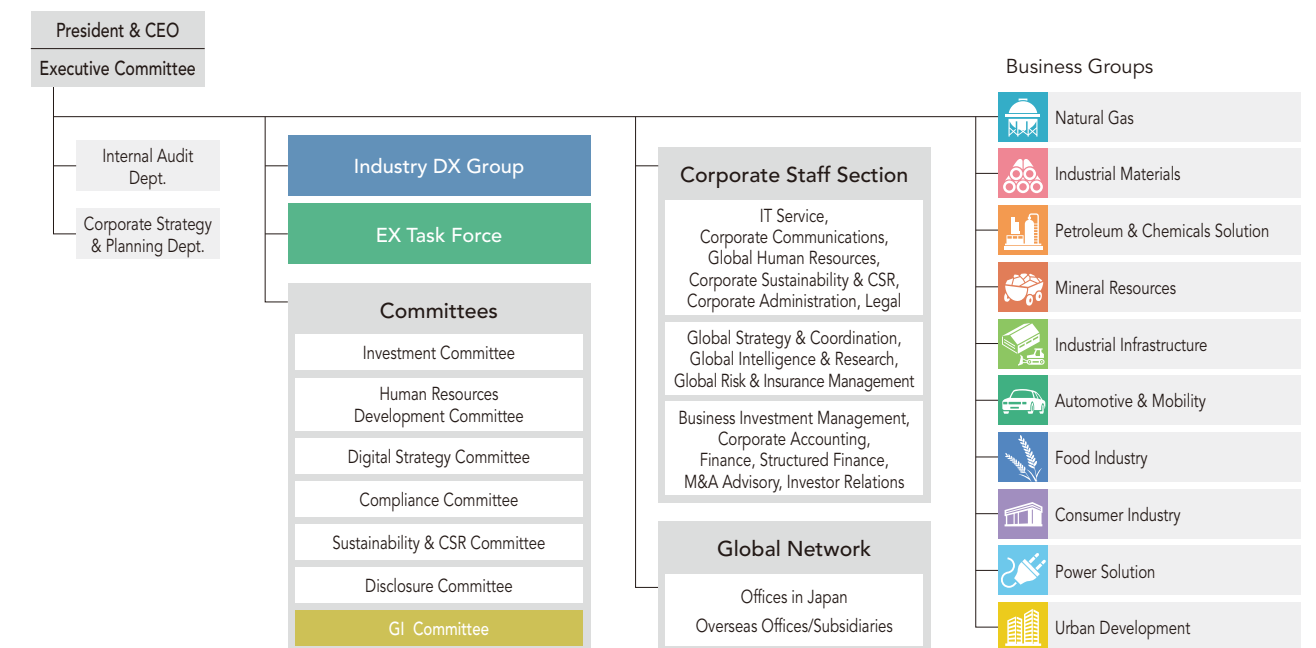 President & CEO
Executive Committee
Internal Audit
Dept.
Corporate Strategy
& Planning Dept.
Industry DX Group
EX Task Force
Committees
Investment Committee
Human Resources
Development Committee
Digital Strategy Committee
Compliance Committee
Sustainability & CSR Committee
Disclosure Committee
GI Committee
Corporate Staff Section
IT Service,
Corporate Communications,
Global Human Resources,
Corporate Sustainability & CSR,
Corporate Administration, Legal
Global Strategy & Coordination,
Global Intelligence & Research,
Global Risk & Insurance Management
Business Investment Management,
Corporate Accounting,
Finance, Structured Finance,
M&A Advisory, Investor Relations
Global Network
Offices in Japan
Overseas Offices/Subsidiaries
Business Groups
Natural Gas
Industrial Materials
Petroleum & Chemicals Solution
Mineral Resources
Industrial Infrastructure
Automotive & Mobility
Food Industry
Consumer Industry
Power Solution
Urban Development